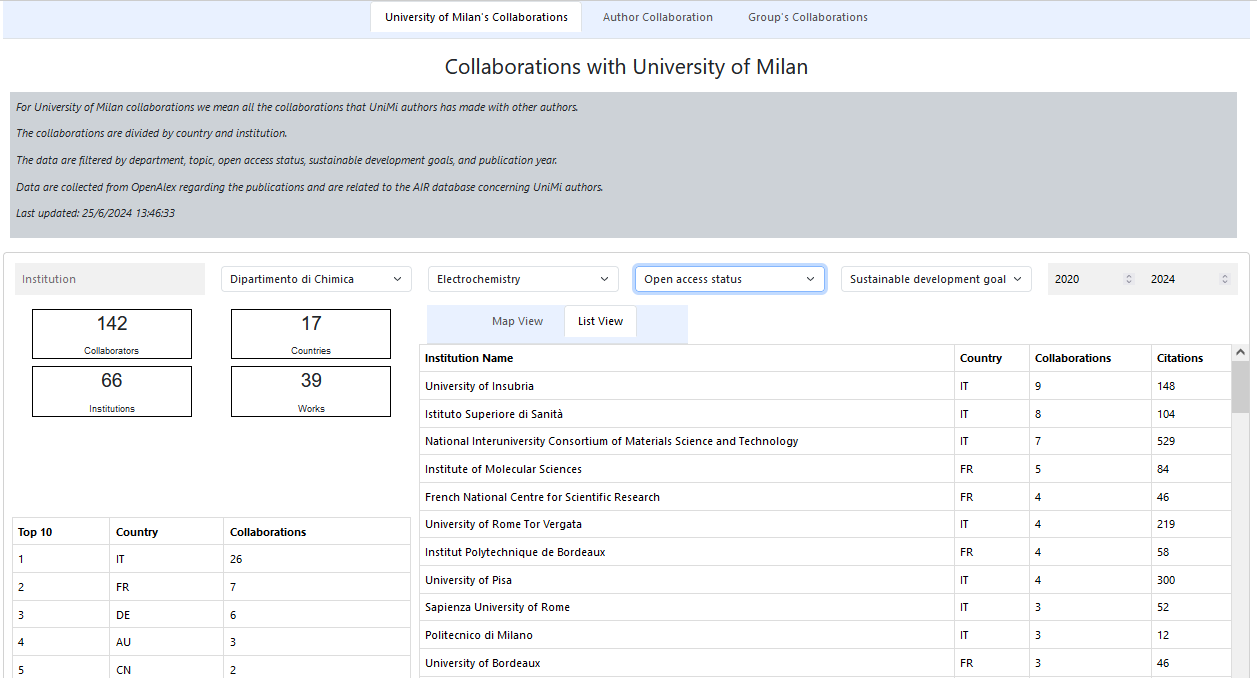 University of Milan's Collaborations Author Collaboration Group's Collaborations
Collaborations with University of Milan
For University of Milan collaborations we mean all the collaborations that UniMi authors has made with other authors.
The collaborations are divided by country and institution.
The data are filtered by department, topic, open access status, sustainable development goals, and publication year.
Data are collected from OpenAlex regarding the publications and are related to the AIR database concerning UniMi authors.
Last updated: 25/6/2024 13:46:33
Institution Dipartimento di Chimica Electrochemistry Open access status Sustainable development goal 2020 2024
142
Collaborators
17
Countries
66
Institutions
39
Works
Top 10 Country Collaborations
1 IT 26
2 FR 7
3 DE 6
4 AU 3
5 CN 2
Map View List View
Institution Name Country Collaborations Citations
University of Insubria IT 9 148
Istituto Superiore di Sanità IT 8 104
National Interuniversity Consortium of Materials Science and Technology IT 7 529
Institute of Molecular Sciences FR 5 84
French National Centre for Scientific Research FR 4 46
University of Rome Tor Vergata IT 4 219
Institut Polytechnique de Bordeaux FR 4 58
University of Pisa IT 4 300
Sapienza University of Rome IT 3 52
Politecnico di Milano IT 3 12
University of Bordeaux FR 3 46